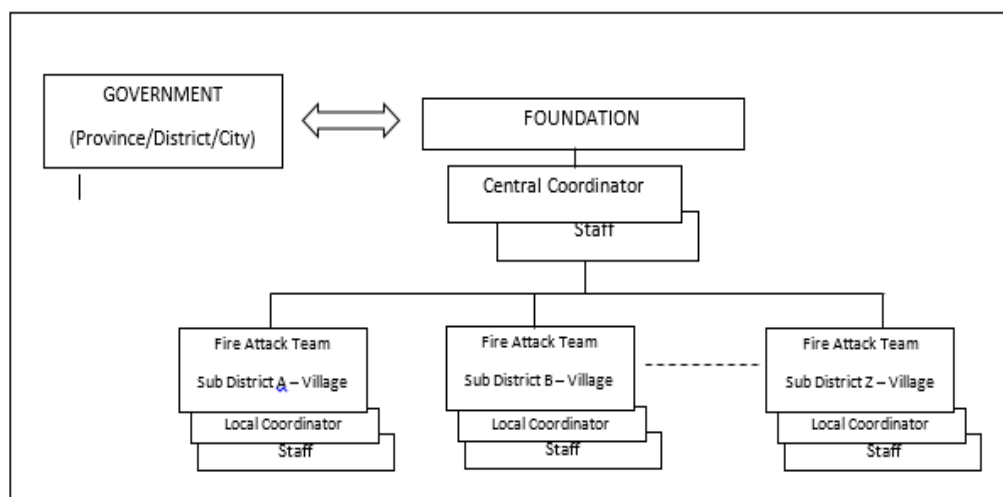 GOVERNMENT
(Province/District/City)
FOUNDATION
Central Coordinator
Staff
Fire Attack Team
Sub District A – Village
Local Coordinator
Staff
Fire Attack Team
Sub District B – Village
Local Coordinator
Staff
Fire Attack Team
Sub District Z – Village
Local Coordinator
Staff